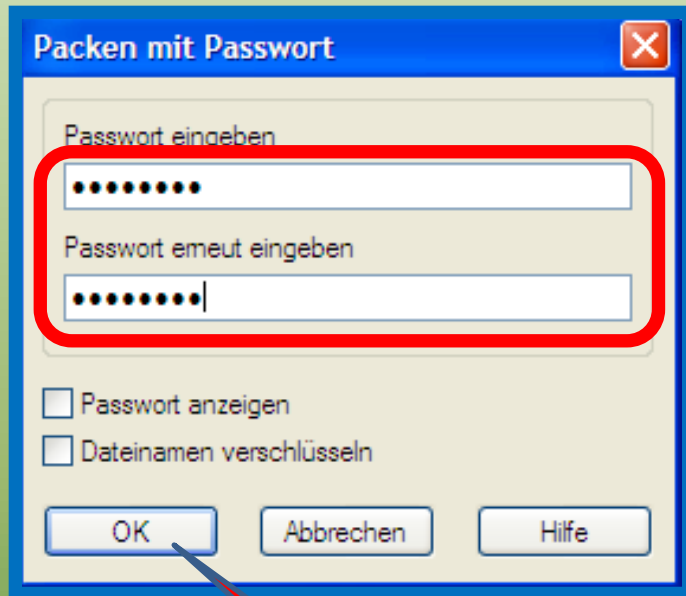 Packen mit Passwort
Passwort eingeben
••••••••
Passwort erneut eingeben
••••••••
Passwort anzeigen
Dateinamen verschlüsseln
OK Abbrechen Hilfe